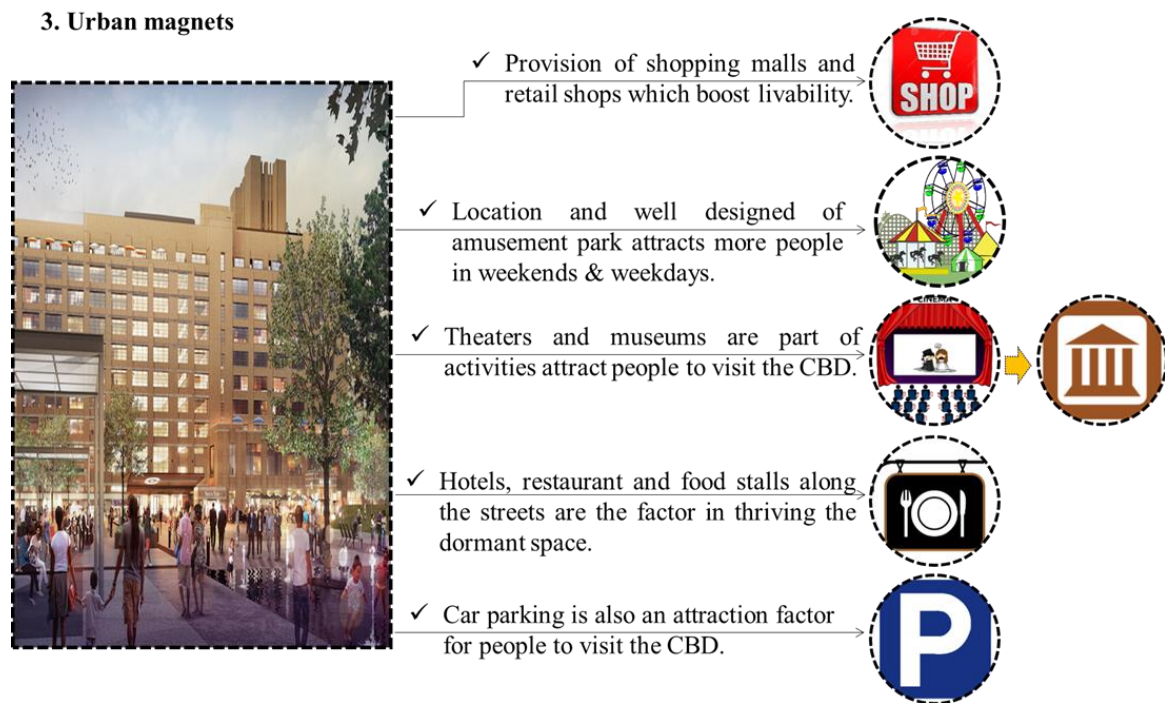 3. Urban magnets
✓ Provision of shopping malls and
retail shops which boost livability.
SHOP
✓ Location and well designed of
amusement park attracts more people
in weekends & weekdays.
CINEMA
✓ Theaters and museums are part of
activities attract people to visit the CBD.
✓ Hotels, restaurant and food stalls along
the streets are the factor in thriving the
dormant space.
✓ Car parking is also an attraction factor
for people to visit the CBD.
P